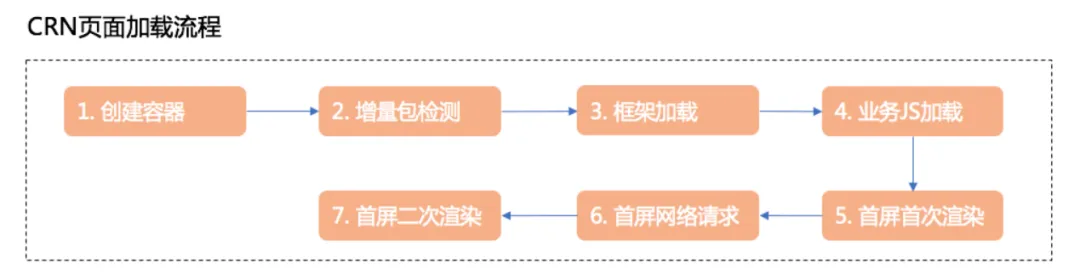 CRN页面加载流程
1. 创建容器
2. 增量包检测
3. 框架加载
4. 业务JS加载
5. 首屏首次渲染
6. 首屏网络请求
7. 首屏二次渲染